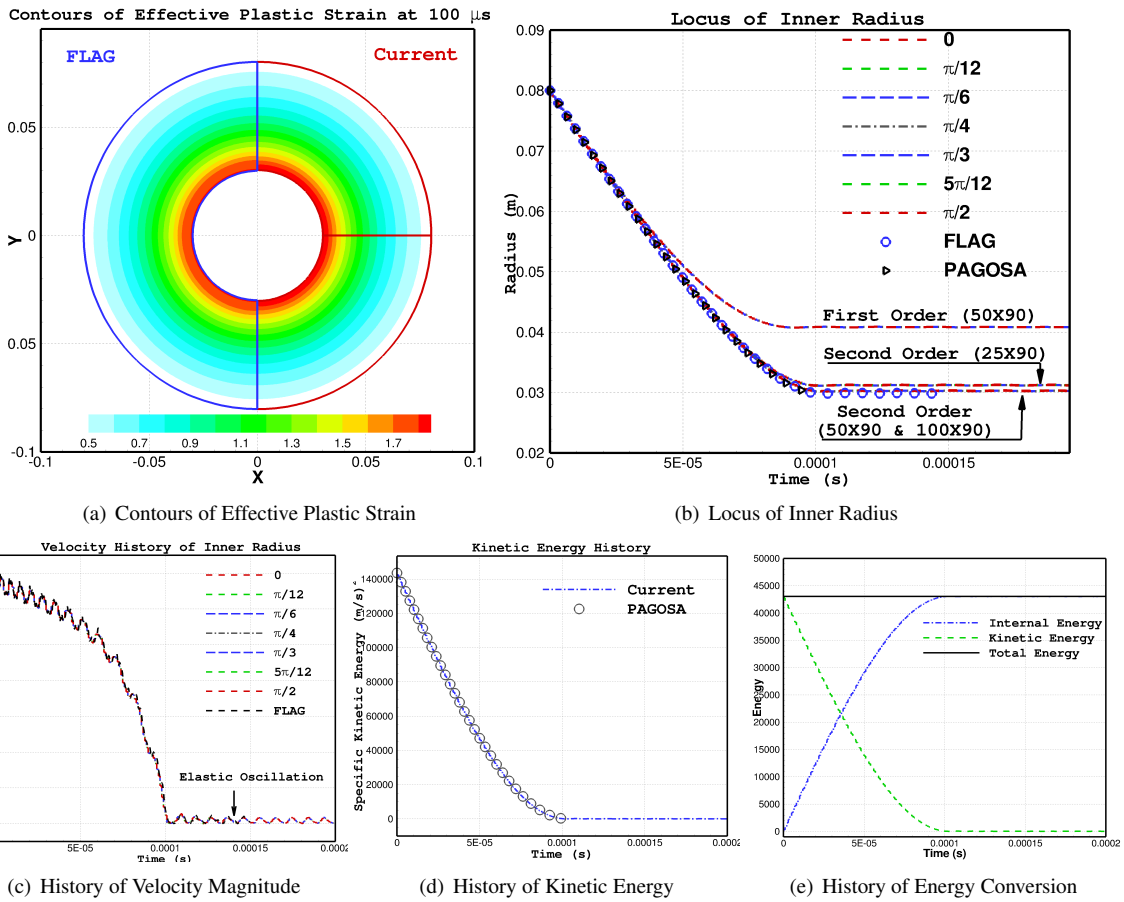 Contours of Effective Plastic Strain at 100 μs
FLAG
Current
0.05
0
0.05
-0.1
Y
0.5 0.7 0.9 1.1 1.3 1.5 1.7
-0.1 -0.05 0 0.05 0.1
X
(a) Contours of Effective Plastic Strain
Locus of Inner Radius
0.09
0.08
0.07
0.06
0.05
0.04
0.03
0.02
Radius (m)
0
π/12
π/6
π/4
π/3
5π/12
π/2
FLAG
PAGOSA
First Order (50X90)
Second Order (25X90)
Second Order
(50X90 & 100X90)
0 5E-05 0.0001 0.00015
Time (s)
(b) Locus of Inner Radius
Velocity History of Inner Radius
0
π/12
π/6
π/4
π/3
5π/12
π/2
FLAG
Elastic Oscillation
5E-05 0.0001 0.00015 0.0002
Time (s)
(c) History of Velocity Magnitude
Kinetic Energy History
140000
120000
100000
80000
60000
40000
20000
0
Specific Kinetic Energy (m/s)²
Current
PAGOSA
0 5E-05 0.0001 0.00015 0.0002
Time (s)
(d) History of Kinetic Energy
50000
45000
40000
35000
30000
25000
20000
15000
10000
5000
0
Energy
Internal Energy
Kinetic Energy
Total Energy
0 5E-05 0.0001 0.00015 0.0002
Time (s)
(e) History of Energy Conversion